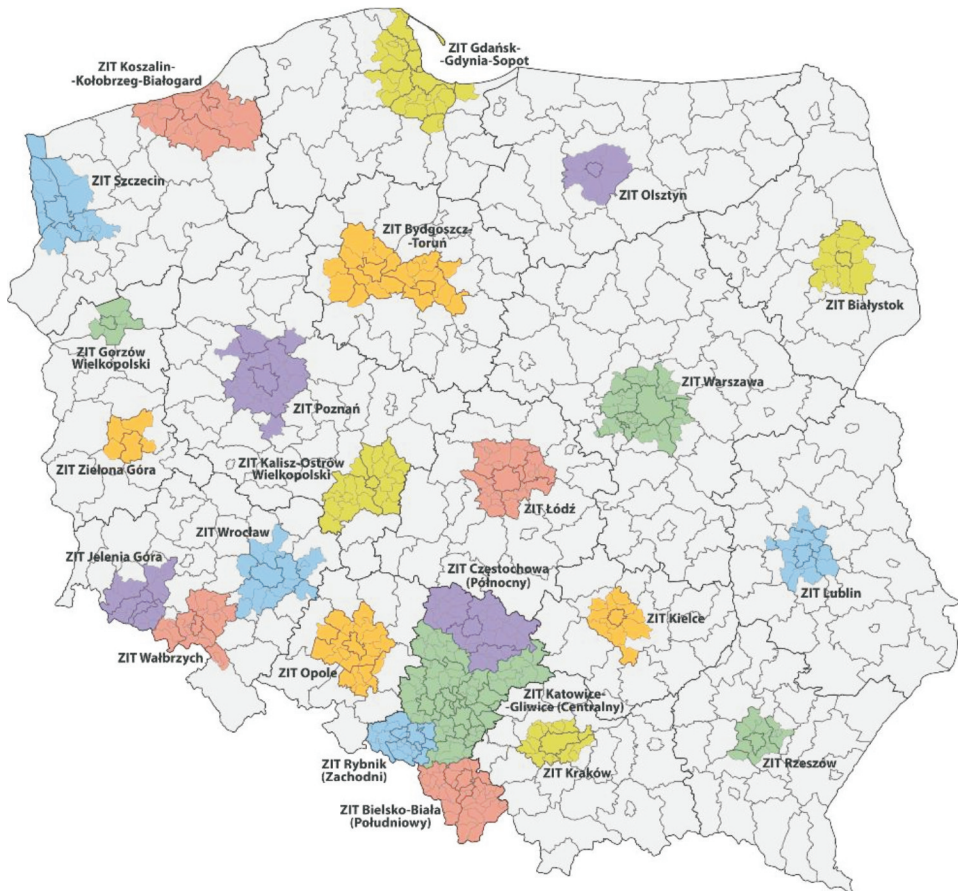 ZIT Gdańsk-
-Gdynia-Sopot
ZIT Koszalin-
-Kołobrzeg-Białogard
ZIT Szczecin
ZIT Olsztyn
ZIT Bydgoszcz-
-Toruń
ZIT Białystok
ZIT Gorzów
Wielkopolski
ZIT Warszawa
ZIT Poznań
ZIT Zielona Góra
ZIT Kalisz-Ostrów
Wielkopolski
ZIT Łódź
ZIT Wrocław
ZIT Jelenia Góra
ZIT Częstochowa
(Północny)
ZIT Lublin
ZIT Kielce
ZIT Wałbrzych
ZIT Opole
ZIT Katowice-
-Gliwice (Centralny)
ZIT Rybnik
(Zachodni)
ZIT Kraków
ZIT Rzeszów
ZIT Bielsko-Biała
(Południowy)